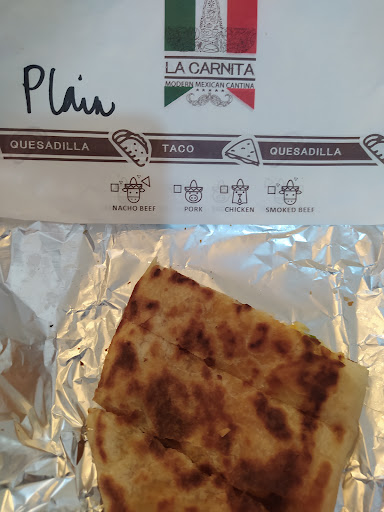 LA CARNITA
MODERN MEXICAN CANTINA
Plain
QUESADILLA TACO QUESADILLA
NACHO BEEF PORK CHICKEN SMOKED BEEF